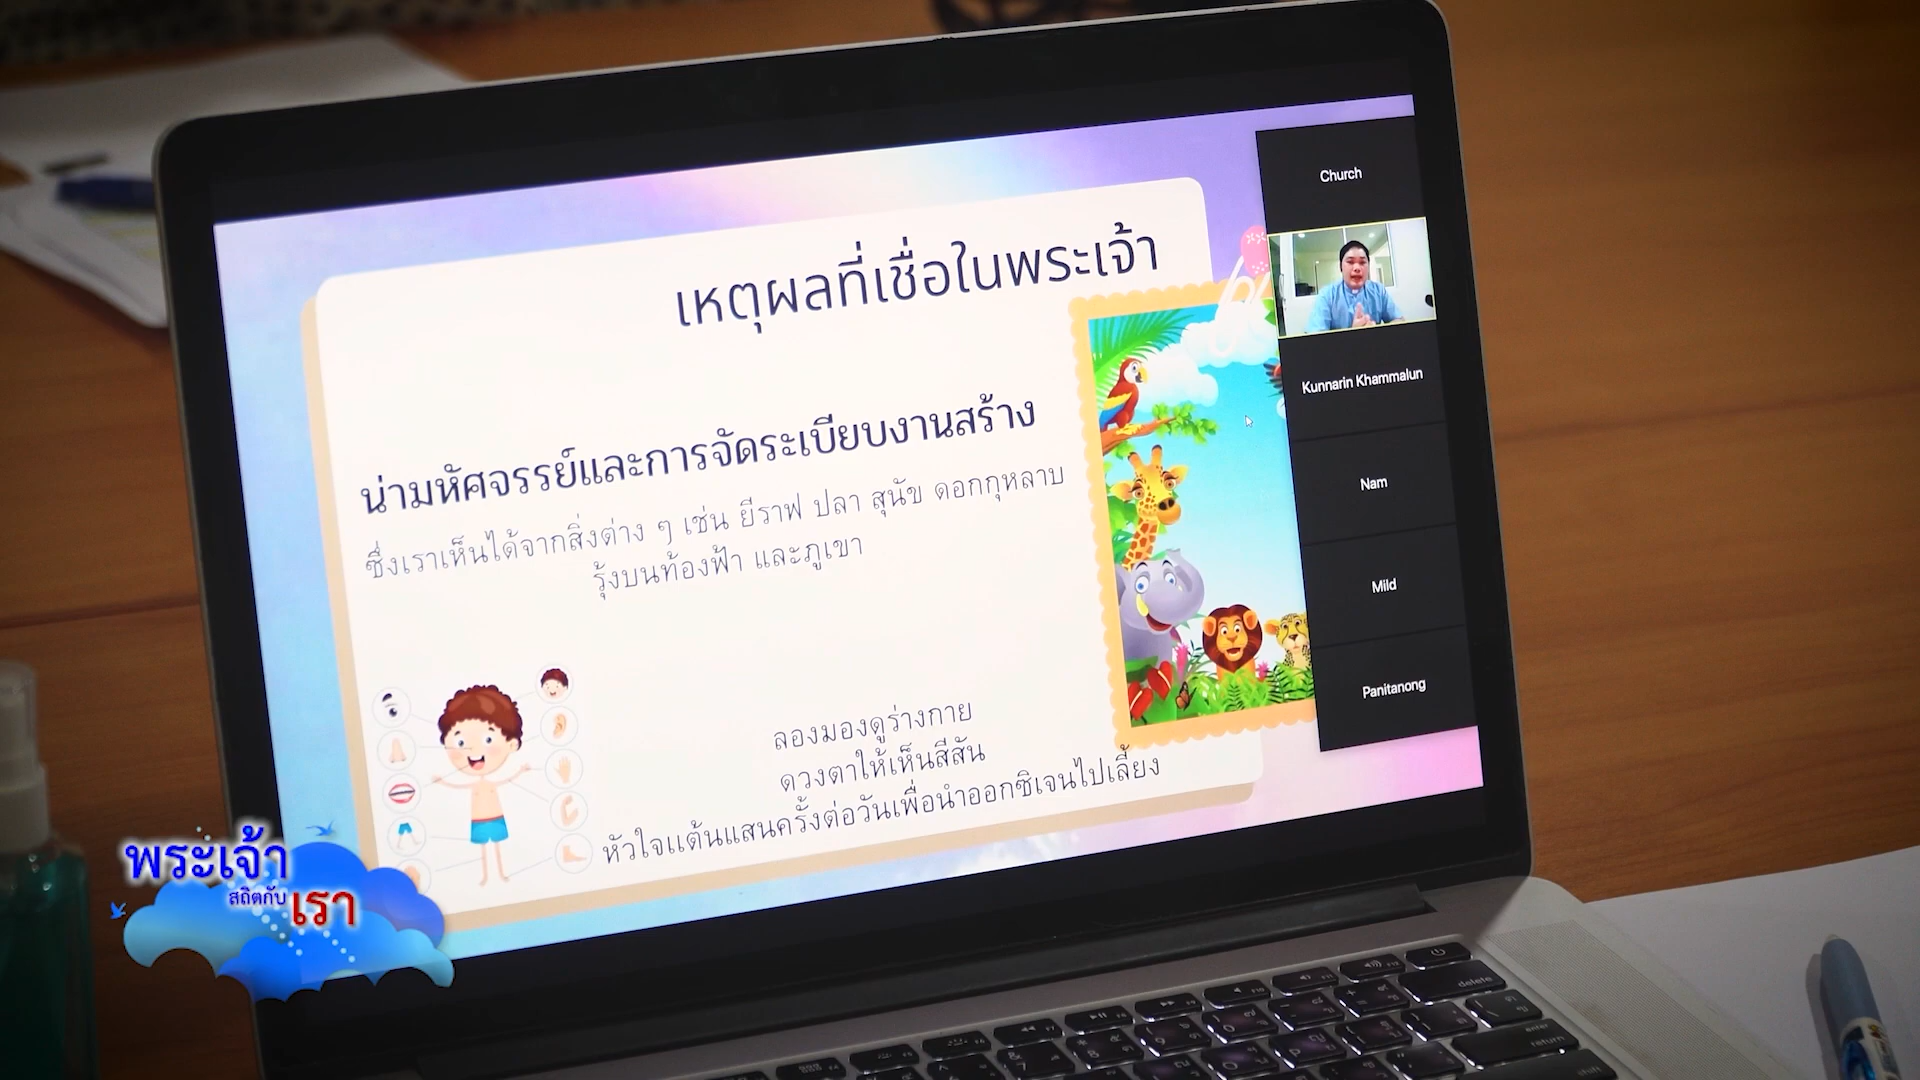 เหตุผลที่เชื่อในพระเจ้า
น่ามหัศจรรย์และการจัดระเบียบงานสร้าง
ซึ่งเราเห็นได้จากสิ่งต่าง ๆ เช่น ยีราฟ ปลา สุนัข ดอกกุหลาบ
รุ้งบนท้องฟ้า และภูเขา
ลองมองดูร่างกาย
ดวงตาให้เห็นสีสัน
หัวใจเเต้นแสนครั้งต่อวันเพื่อนำออกซิเจนไปเลี้ยง
Church
Kunnarin Khammalun
Nam
Mild
Panitanong
พระเจ้า
สถิตกับ เรา
delete
enter
return
shift